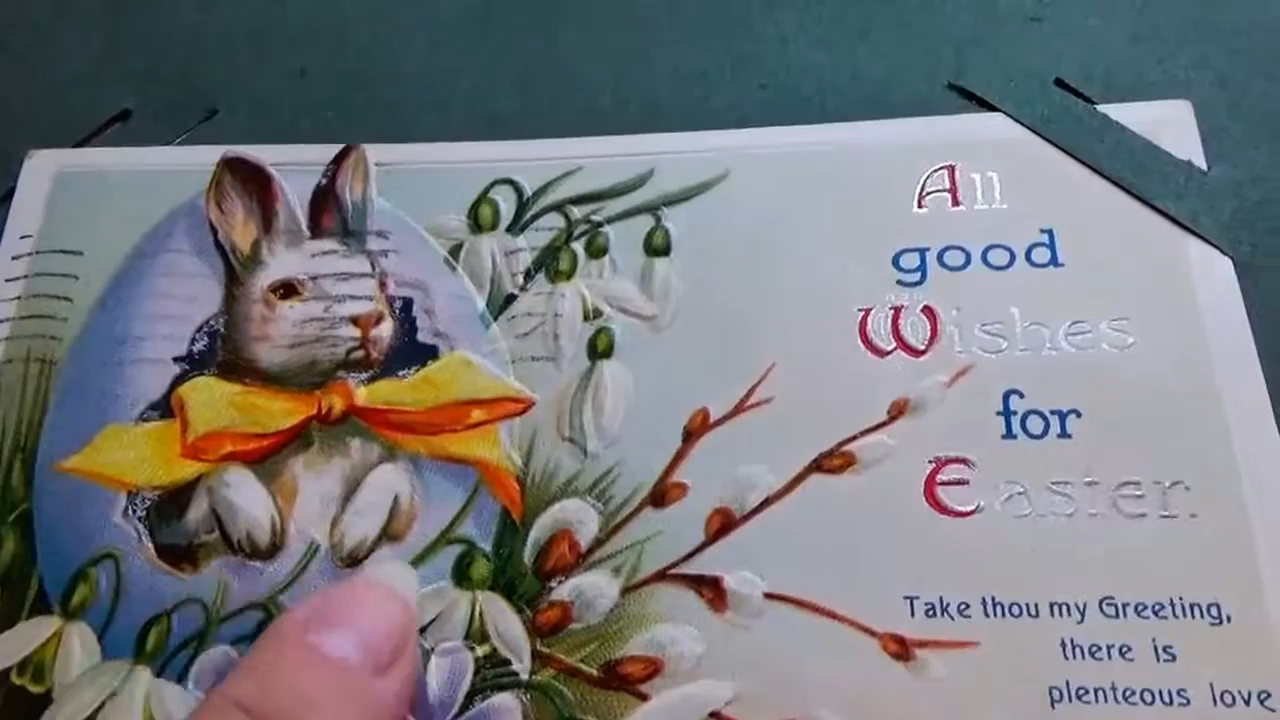 All
good
Wishes
for
Easter.
Take thou my Greeting,
there is
plenteous love